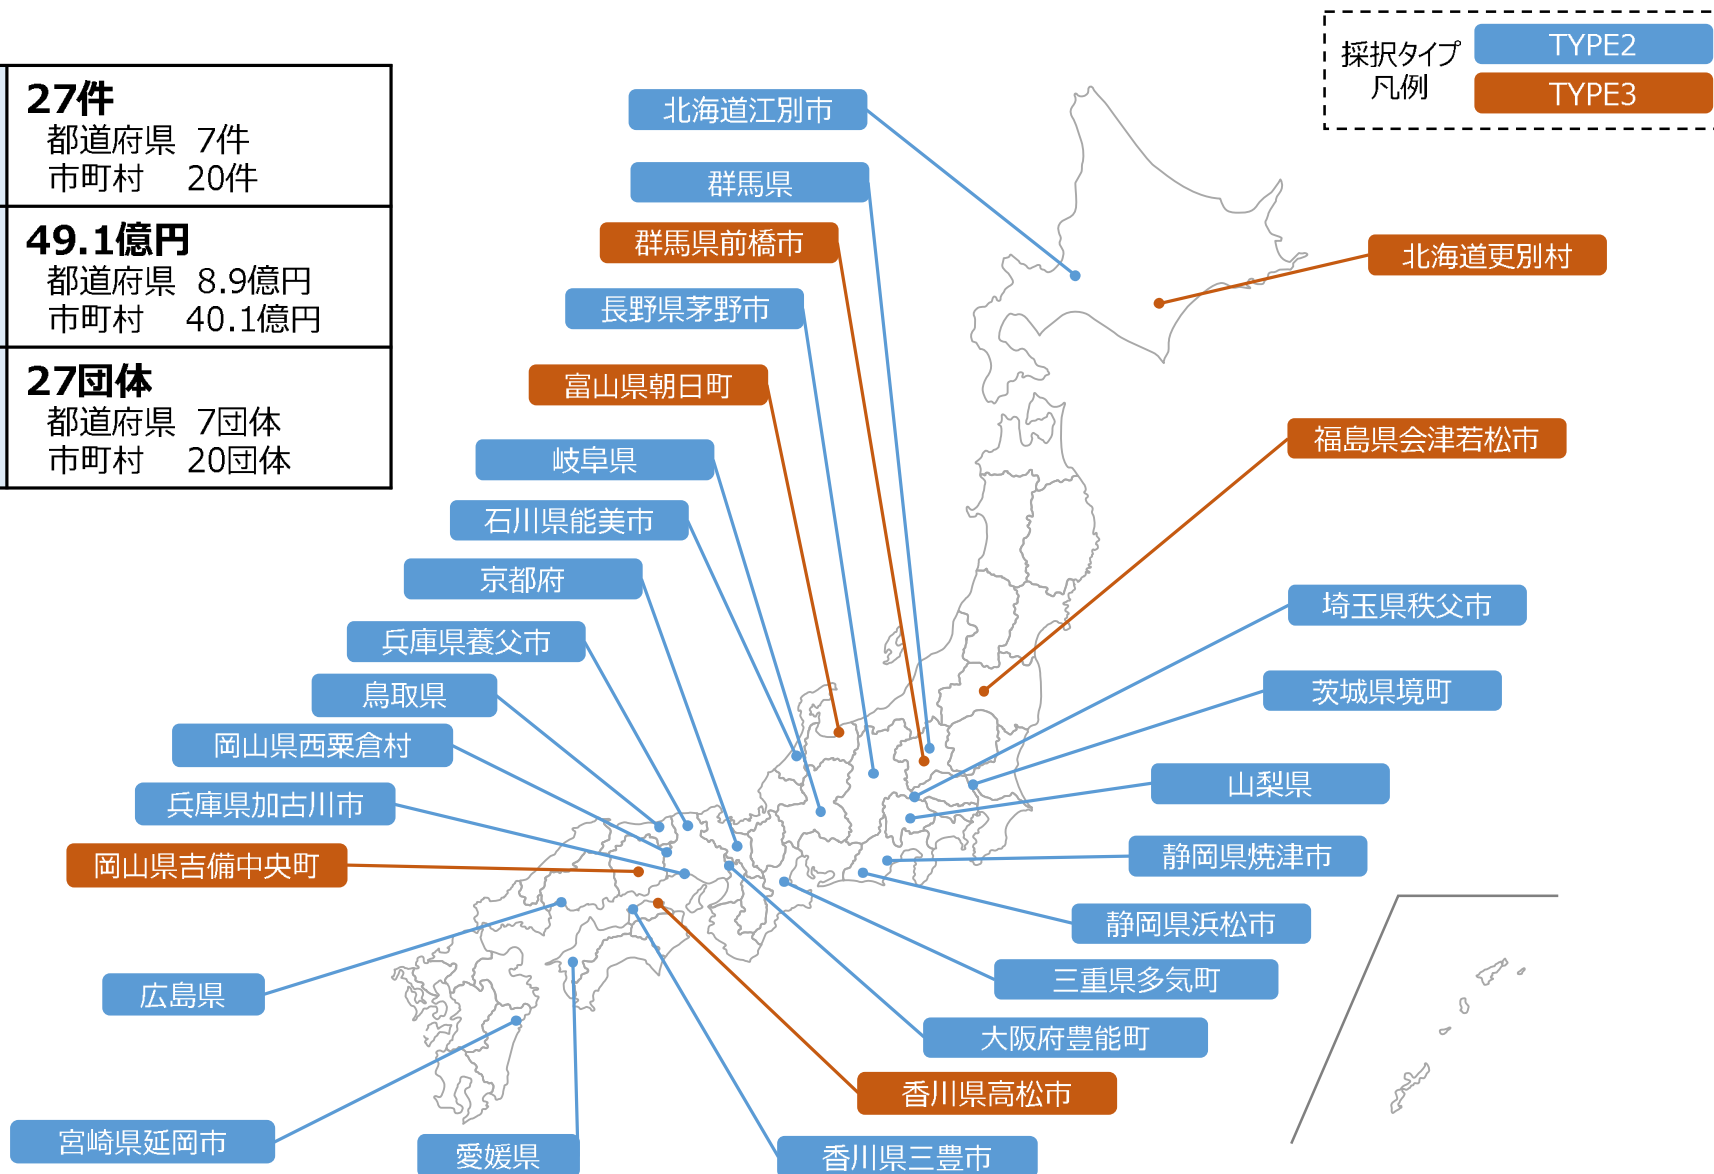 採択タイプ
凡例
TYPE2
TYPE3
27件
都道府県 7件
市町村 20件
49.1億円
都道府県 8.9億円
市町村 40.1億円
27団体
都道府県 7団体
市町村 20団体
北海道江別市
群馬県
群馬県前橋市
長野県茅野市
富山県朝日町
岐阜県
石川県能美市
京都府
兵庫県養父市
鳥取県
岡山県西粟倉村
兵庫県加古川市
岡山県吉備中央町
広島県
宮崎県延岡市
愛媛県
北海道更別村
福島県会津若松市
埼玉県秩父市
茨城県境町
山梨県
静岡県焼津市
静岡県浜松市
三重県多気町
大阪府豊能町
香川県高松市
香川県三豊市